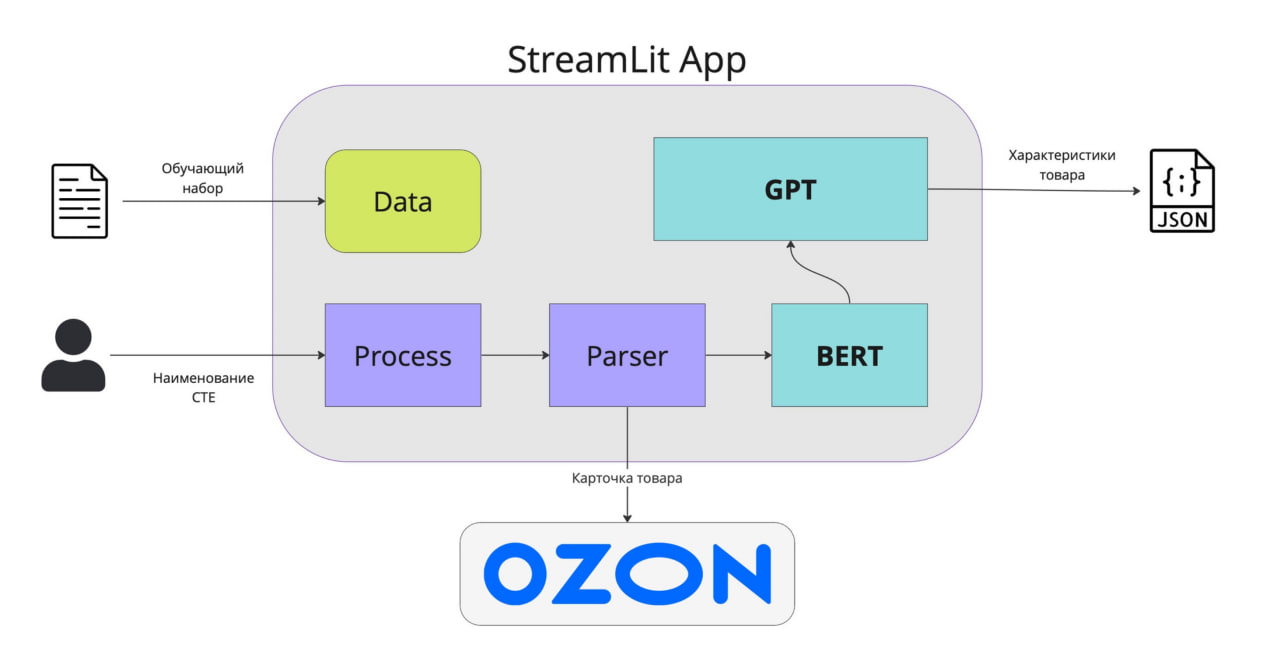 StreamLit App
Обучающий
набор
Data
GPT
Характеристики
товара
{;}
JSON
Наименование
СТЕ
Process
Parser
BERT
Карточка товара
OZON